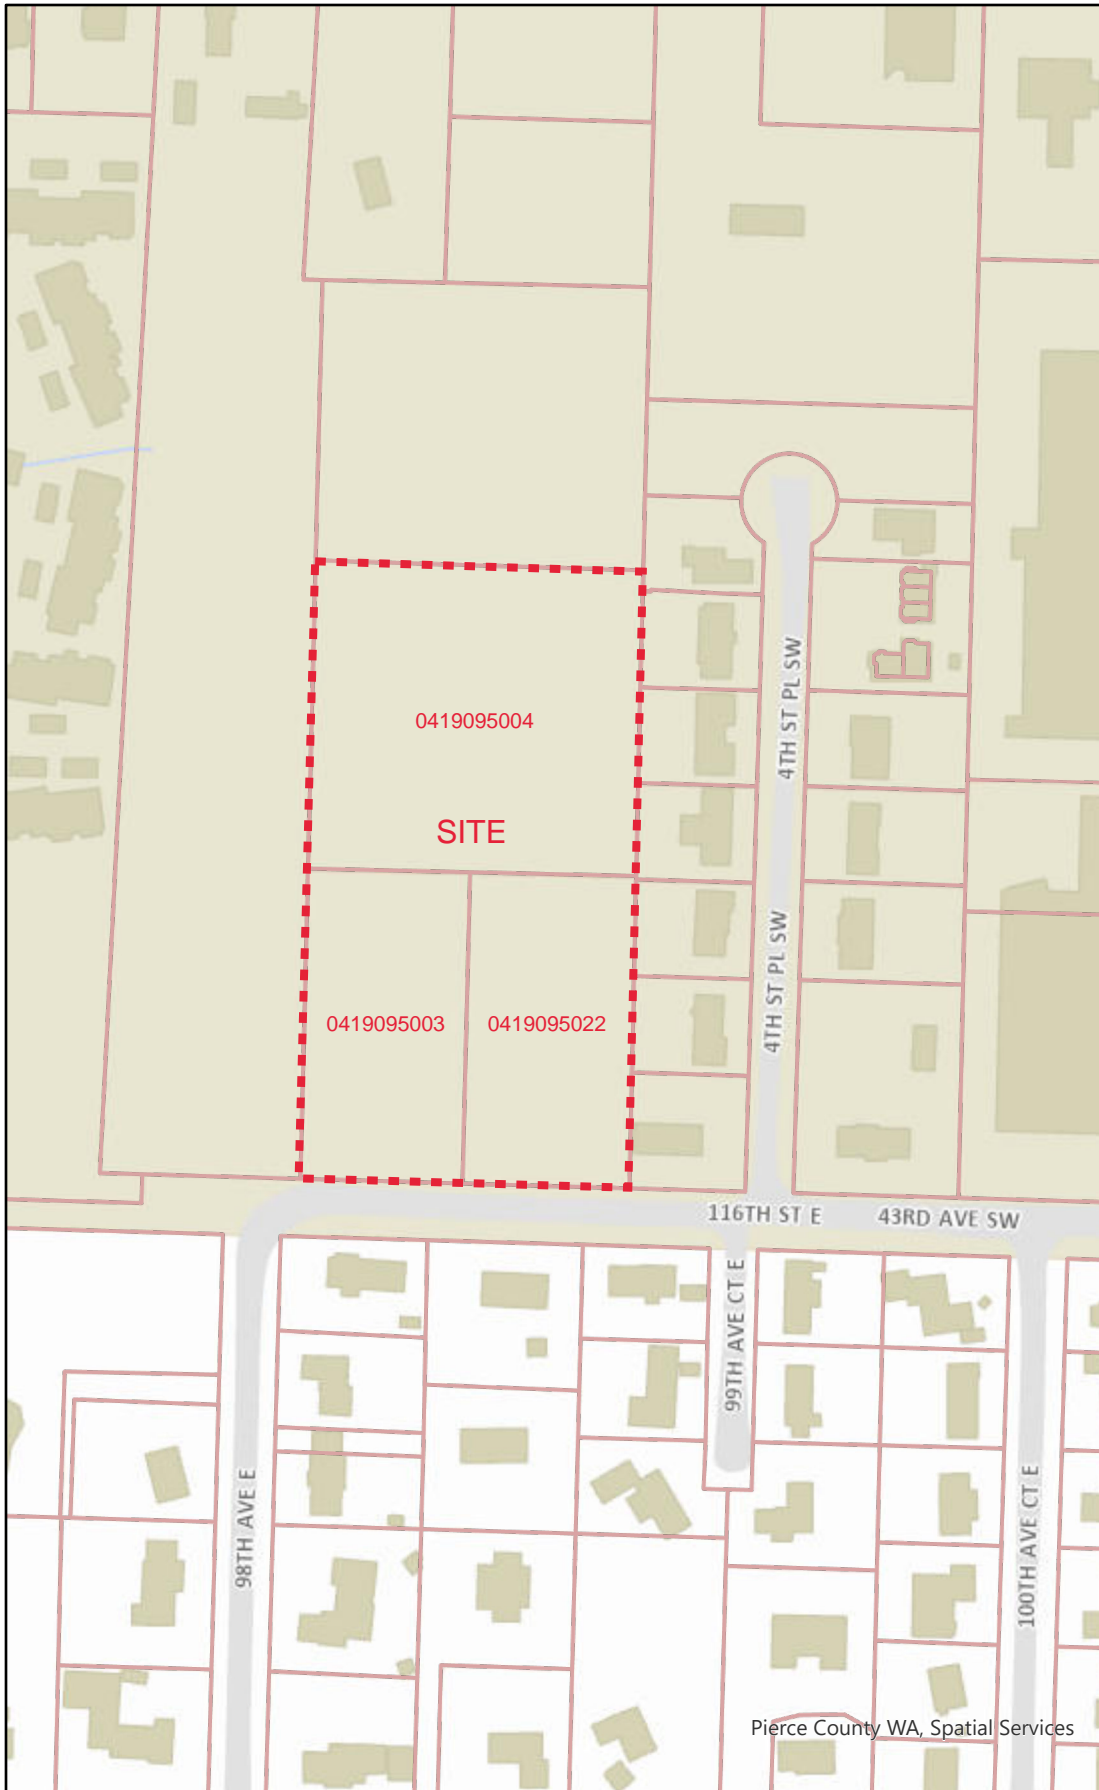 4TH ST PL SW
0419095004
SITE
4TH ST PL SW
0419095003
0419095022
116TH ST E
43RD AVE SW
99TH AVE CT E
98TH AVE E
100TH AVE CT E
Pierce County WA, Spatial Services